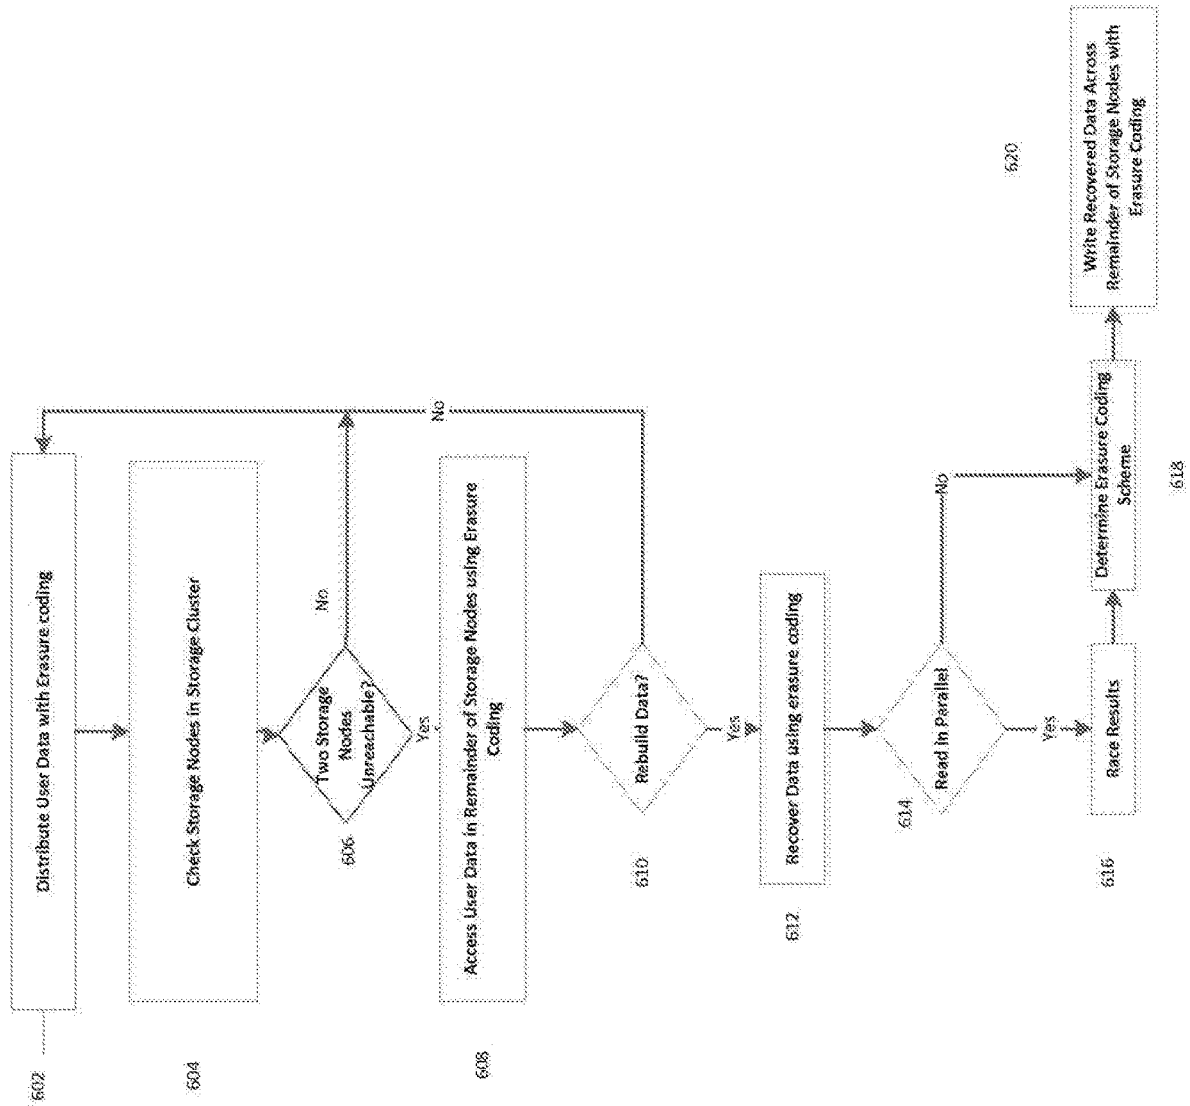 602
Distribute User Data with Erasure coding
604
Check Storage Nodes in Storage Cluster
606
Two Storage
Nodes
Unreachable?
No
Yes
608
Access User Data in Remainder of Storage Nodes using Erasure
Coding
610
Rebuild Data?
No
Yes
612
Recover Data using erasure coding
614
Read in Parallel
No
Yes
616
Race Results
618
Determine Erasure Coding
Scheme
620
Write Recovered Data Across
Remainder of Storage Nodes with
Erasure Coding